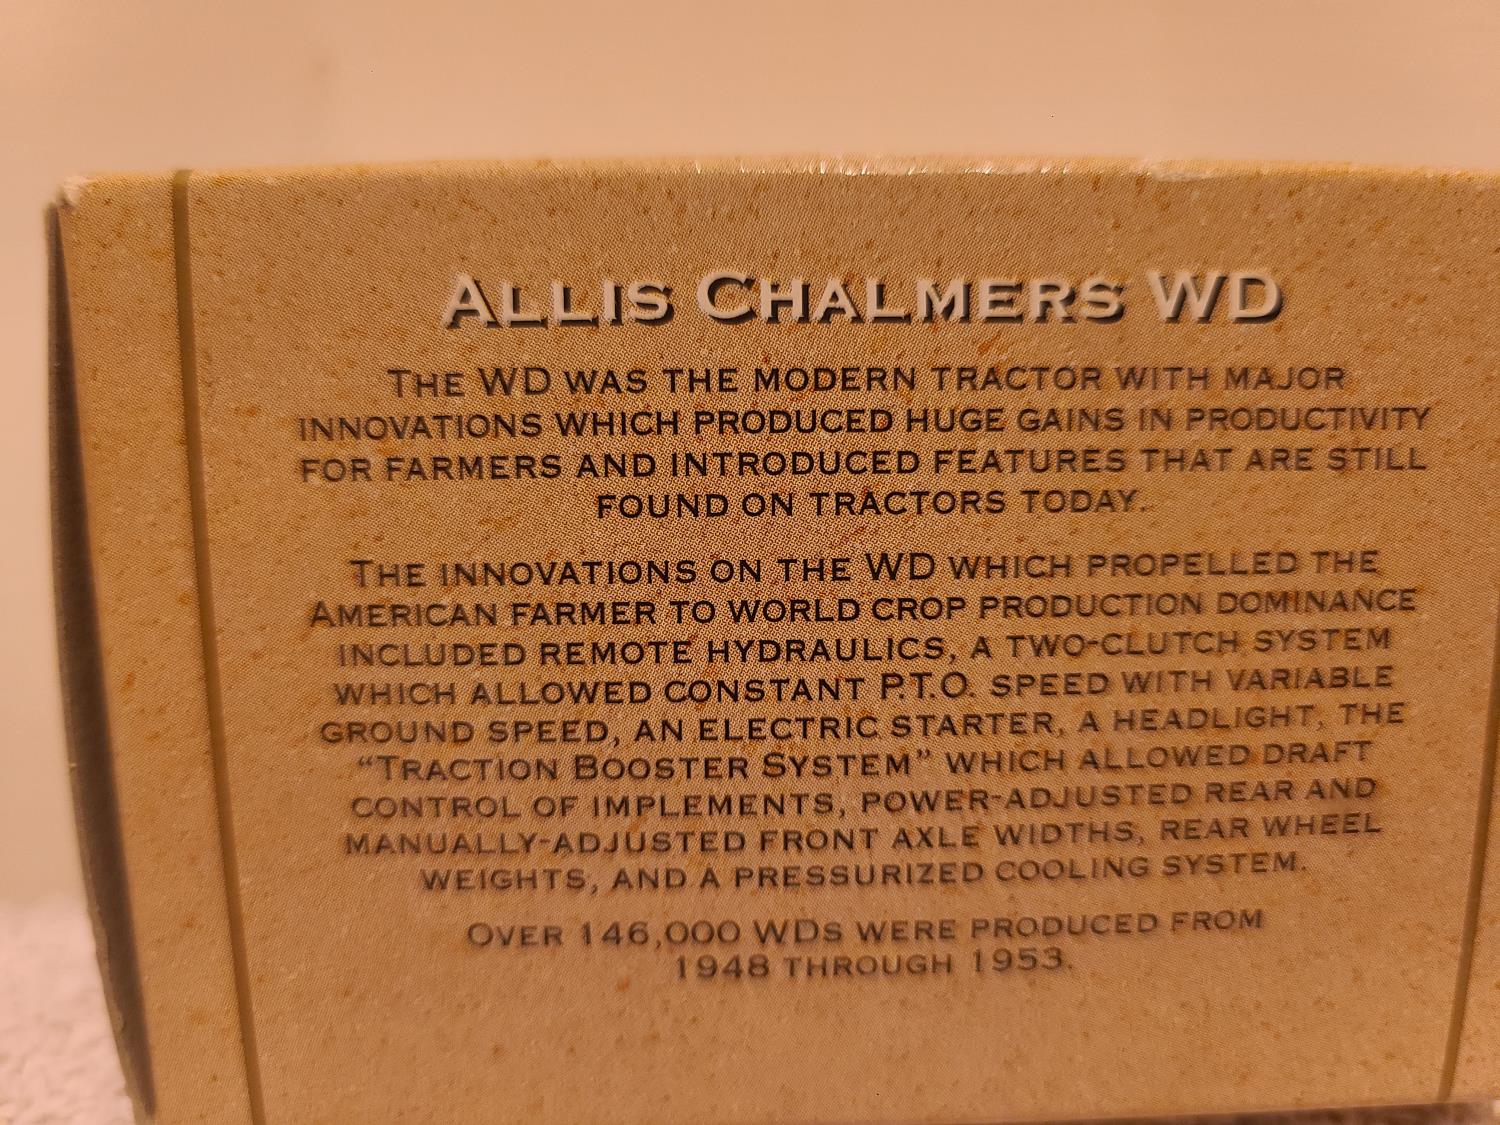 ALLIS CHALMERS WD
THE WD WAS THE MODERN TRACTOR WITH MAJOR
INNOVATIONS WHICH PRODUCED HUGE GAINS IN PRODUCTIVITY
FOR FARMERS AND INTRODUCED FEATURES THAT ARE STILL
FOUND ON TRACTORS TODAY.
THE INNOVATIONS ON THE WD WHICH PROPELLED THE
AMERICAN FARMER TO WORLD CROP PRODUCTION DOMINANCE
INCLUDED REMOTE HYDRAULICS, A TWO-CLUTCH SYSTEM
WHICH ALLOWED CONSTANT P.T.O. SPEED WITH VARIABLE
GROUND SPEED, AN ELECTRIC STARTER, A HEADLIGHT, THE
“TRACTION BOOSTER SYSTEM” WHICH ALLOWED DRAFT
CONTROL OF IMPLEMENTS, POWER-ADJUSTED REAR AND
MANUALLY-ADJUSTED FRONT AXLE WIDTHS, REAR WHEEL
WEIGHTS, AND A PRESSURIZED COOLING SYSTEM.
OVER 146,000 WDS WERE PRODUCED FROM
1948 THROUGH 1953.